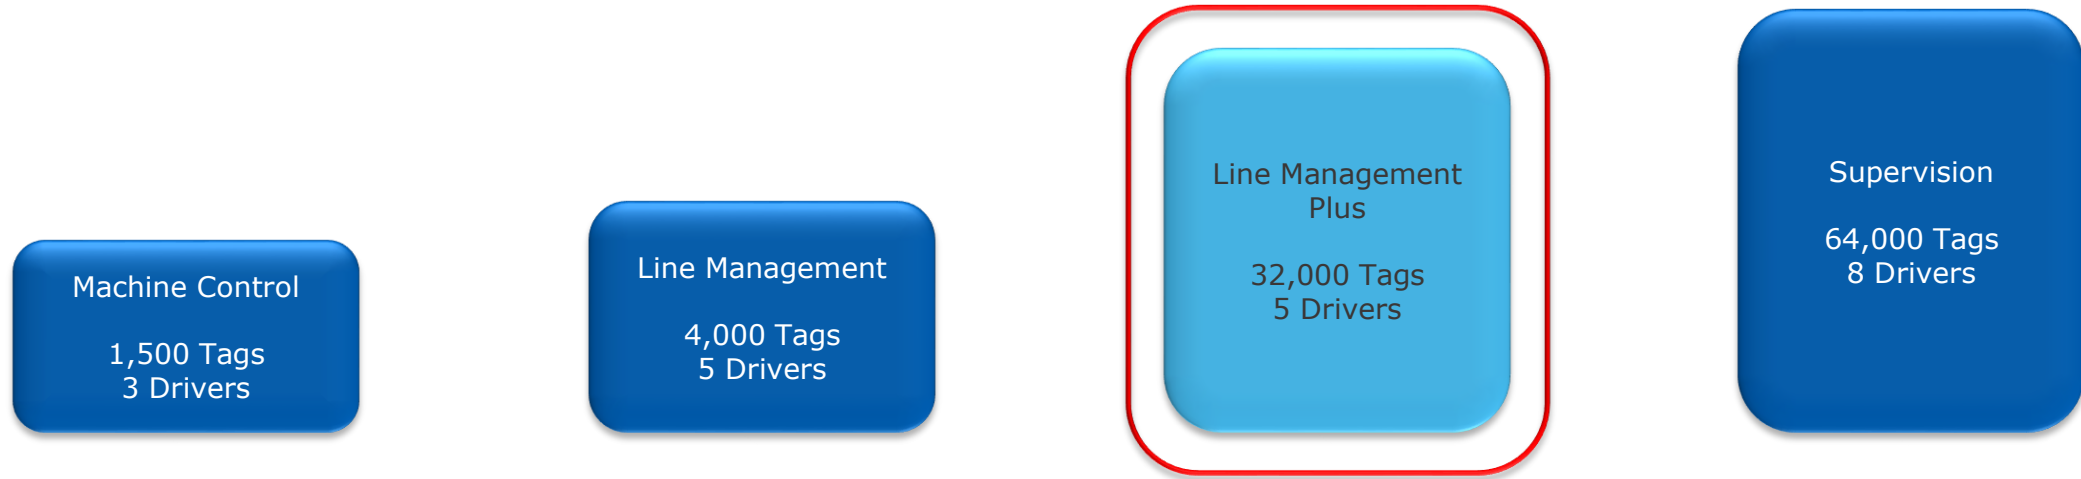 Machine Control
1,500 Tags
3 Drivers
Line Management
4,000 Tags
5 Drivers
Line Management
Plus
32,000 Tags
5 Drivers
Supervision
64,000 Tags
8 Drivers